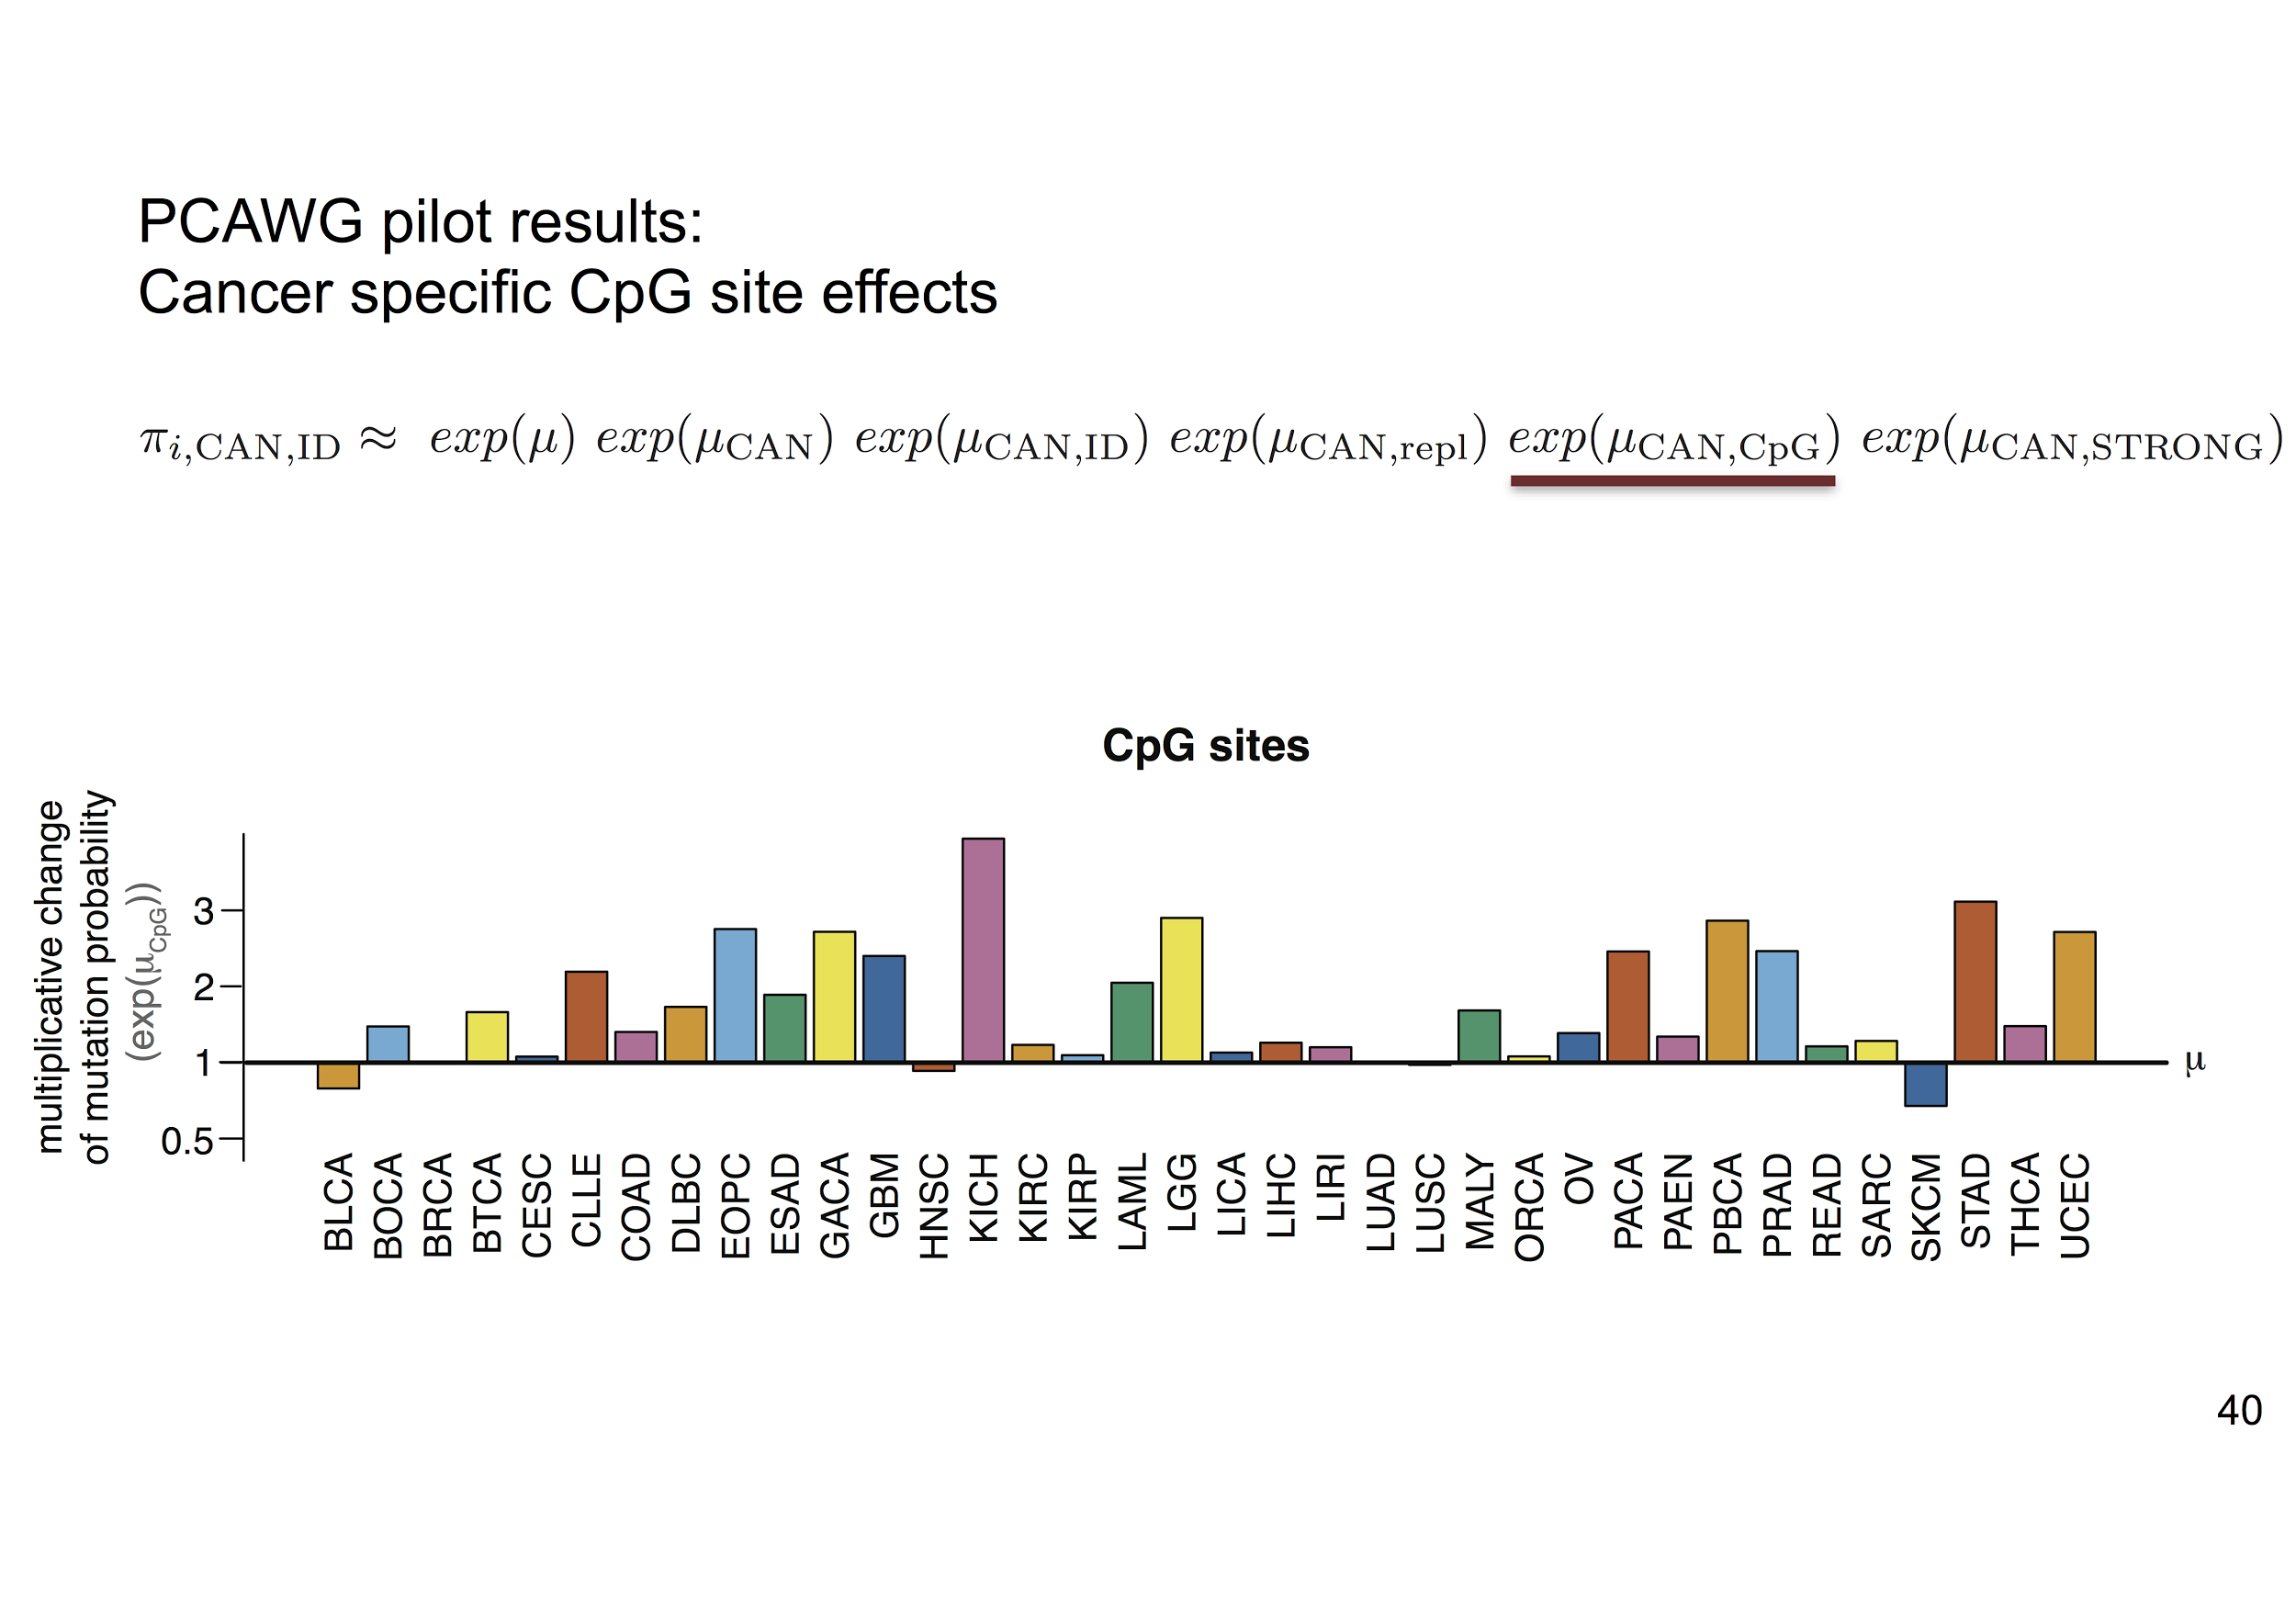 PCAWG pilot results:
Cancer specific CpG site effects
π_{i,CAN,ID} ≈ exp(μ) exp(μ_{CAN}) exp(μ_{CAN,ID}) exp(μ_{CAN,repl}) exp(μ_{CAN,CpG}) exp(μ_{CAN,STRONG})
CpG sites
multiplicative change
of mutation probability
(exp(μ_{CpG}))
3
2
1
0.5
μ
BLCA
BOCA
BRCA
BTCA
CESC
CLLE
COAD
DLBC
EOPC
ESAD
GACA
GBM
HNSC
KICH
KIRC
KIRP
LAML
LGG
LICA
LIHC
LIRI
LUAD
LUSC
MALY
ORCA
OV
PACA
PAEN
PBCA
PRAD
READ
SARC
SKCM
STAD
THCA
UCEC
40